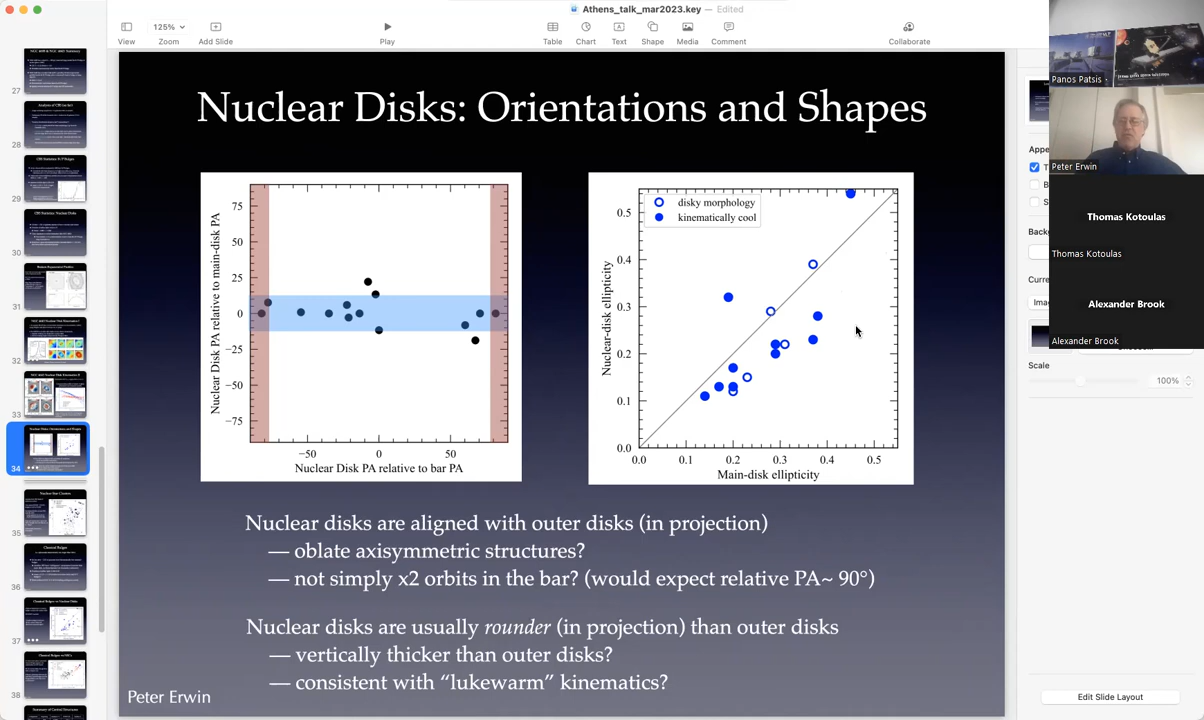 Athens_talk_mar2023.key — Edited
View
125%
Zoom
Add Slide
Play
Table
Chart
Text
Shape
Media
Comment
Collaborate
27
28
29
30
31
32
33
34
35
36
37
38
Nuclear Disks: Orientations and Shapes
Nuclear Disk PA relative to main-disk PA
75
50
25
0
−25
−50
−75
−50
0
50
Nuclear Disk PA relative to bar PA
disky morphology
kinematically cool
Nuclear-disk ellipticity
0.5
0.4
0.3
0.2
0.1
0.0
0.0
0.1
0.2
0.3
0.4
0.5
Main-disk ellipticity
Nuclear disks are aligned with outer disks (in projection)
— oblate axisymmetric structures?
— not simply x2 orbits in the bar? (would expect relative PA~ 90°)
Nuclear disks are usually rounder (in projection) than outer disks
— vertically thicker than outer disks?
— consistent with “lukewarm” kinematics?
Peter Erwin
Panos Patsis
Peter Erwin
Thomas Kotoulas
Thomas Kotoulas
Alexander Brook
Alexander Brook
Scale
100%
Edit Slide Layout